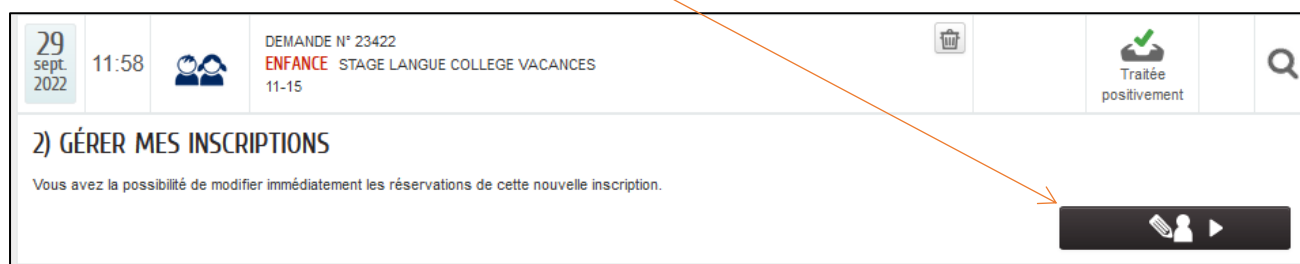 29
sept.
2022
11:58
DEMANDE N° 23422
ENFANCE STAGE LANGUE COLLEGE VACANCES
11-15
Traitée
positivement
2) GÉRER MES INSCRIPTIONS
Vous avez la possibilité de modifier immédiatement les réservations de cette nouvelle inscription.